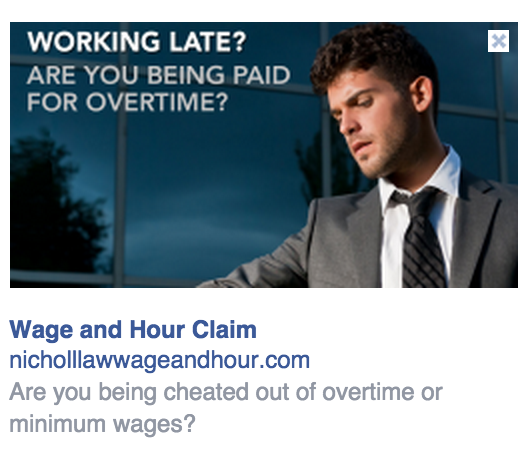 WORKING LATE?
ARE YOU BEING PAID
FOR OVERTIME?
Wage and Hour Claim
nicholllawwageandhour.com
Are you being cheated out of overtime or
minimum wages?